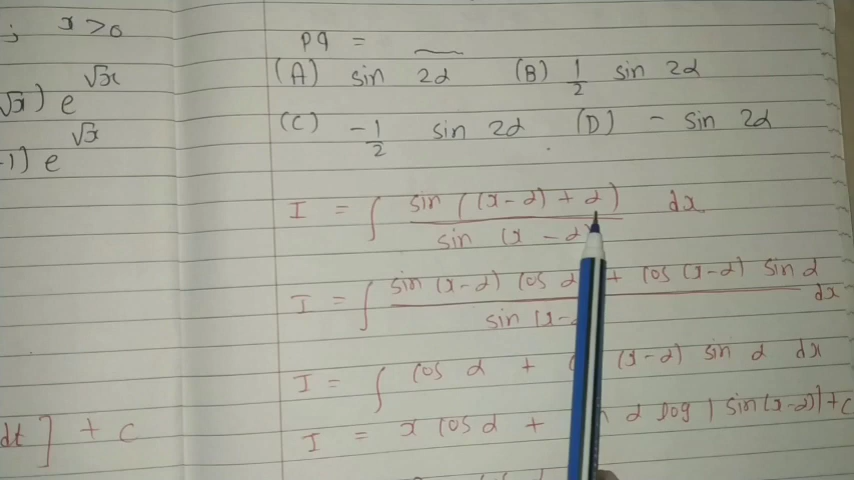 ; x > 0
√x) e^√x
-1] e^√x
dt] + c
pq = __
(A) sin 2α (B) 1/2 sin 2α
(C) -1/2 sin 2α (D) - sin 2α
I = ∫ sin ((x-α) + α) / sin (x - α) dx
I = ∫ sin (x-α) cos α + cos (x-α) sin α / sin (x- dx
I = ∫ cos α + (x-α) sin α dx
I = x cos α + α log | sin(x-α)| + c